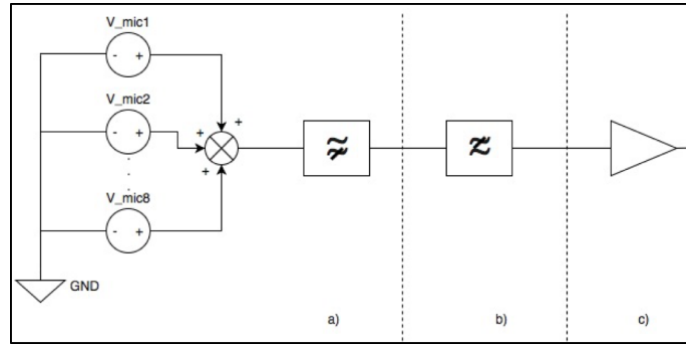 V_mic1
- +
+
V_mic2
- +
+
.
.
.
+
V_mic8
- +
GND
a)
b)
c)